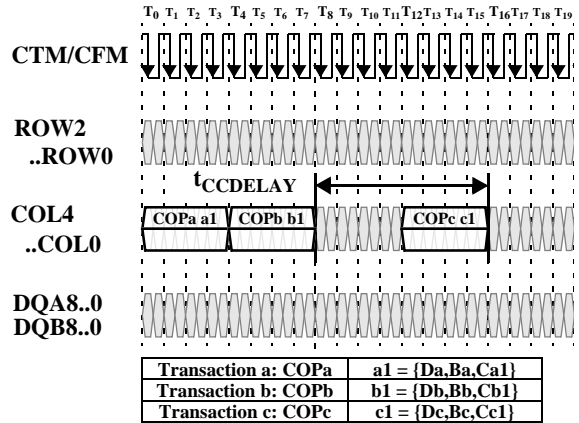 T0 T1 T2 T3 T4 T5 T6 T7 T8 T9 T10 T11 T12 T13 T14 T15 T16 T17 T18 T19
CTM/CFM
ROW2
..ROW0
tCCDELAY
COL4
..COL0
COPa a1 COPb b1 COPc c1
DQA8..0
DQB8..0
Transaction a: COPa a1 = {Da,Ba,Ca1}
Transaction b: COPb b1 = {Db,Bb,Cb1}
Transaction c: COPc c1 = {Dc,Bc,Cc1}